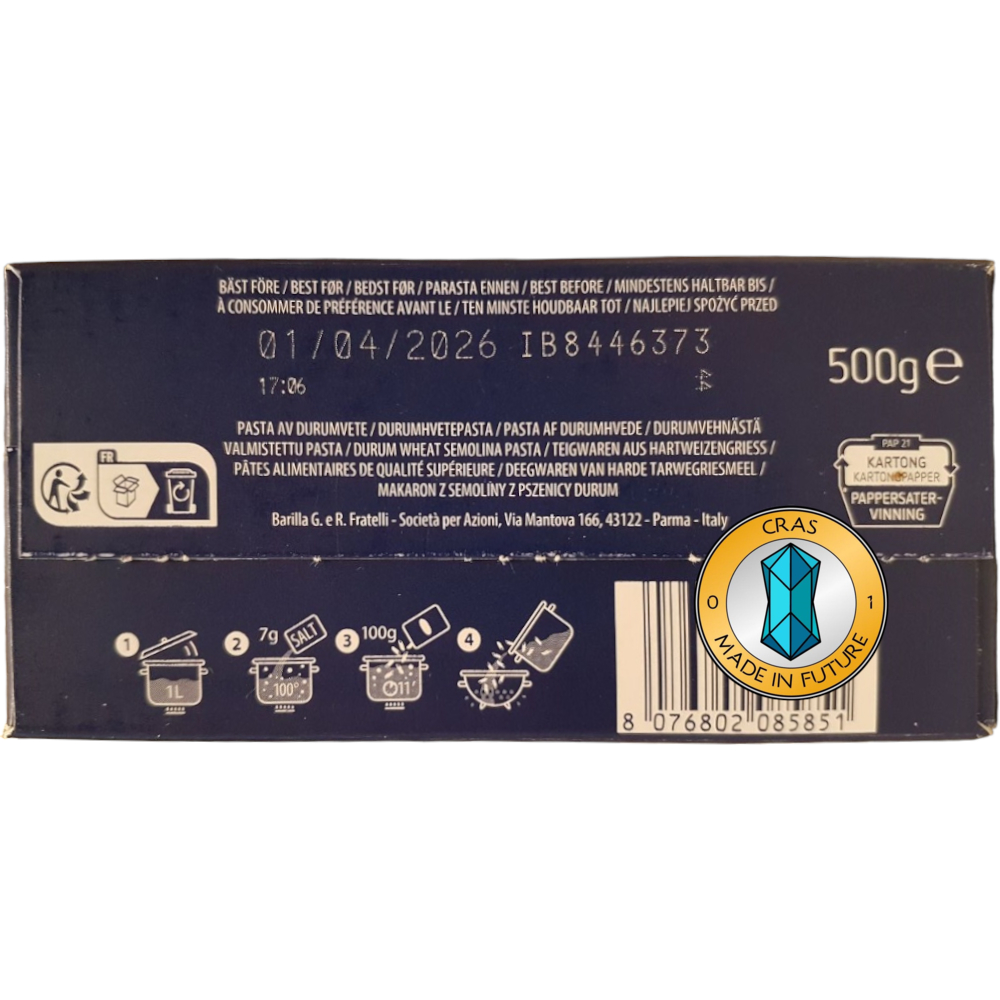 BÄST FÖRE / BEST FØR / BEDST FØR / PARASTA ENNEN / BEST BEFORE / MINDESTENS HALTBAR BIS /
À CONSOMMER DE PRÉFÉRENCE AVANT LE / TEN MINSTE HOUDBAAR TOT / NAJLEPIEJ SPOŻYĆ PRZED
01/04/2026 IB8446373
17:06
44
500g e
PASTA AV DURUMVETE / DURUMHVETEPASTA / PASTA AF DURUMHVEDE / DURUMVEHNÄSTÄ
VALMISTETTU PASTA / DURUM WHEAT SEMOLINA PASTA / TEIGWAREN AUS HARTWEIZENGRIESS /
PÂTES ALIMENTAIRES DE QUALITÉ SUPÉRIEURE / DEEGWAREN VAN HARDE TARWEGRIESMEEL /
MAKARON Z SEMOLINY Z PSZENICY DURUM
Barilla G. e R. Fratelli - Società per Azioni, Via Mantova 166, 43122 - Parma - Italy
FR
PAP 21
KARTONG
KARTONGPAPPER
PAPPERSÅTER-
VINNING
CRAS
0 1
MADE IN FUTURE
1 1L
2 7g SALT 100°
3 100g 11'
4
8 076802 085851